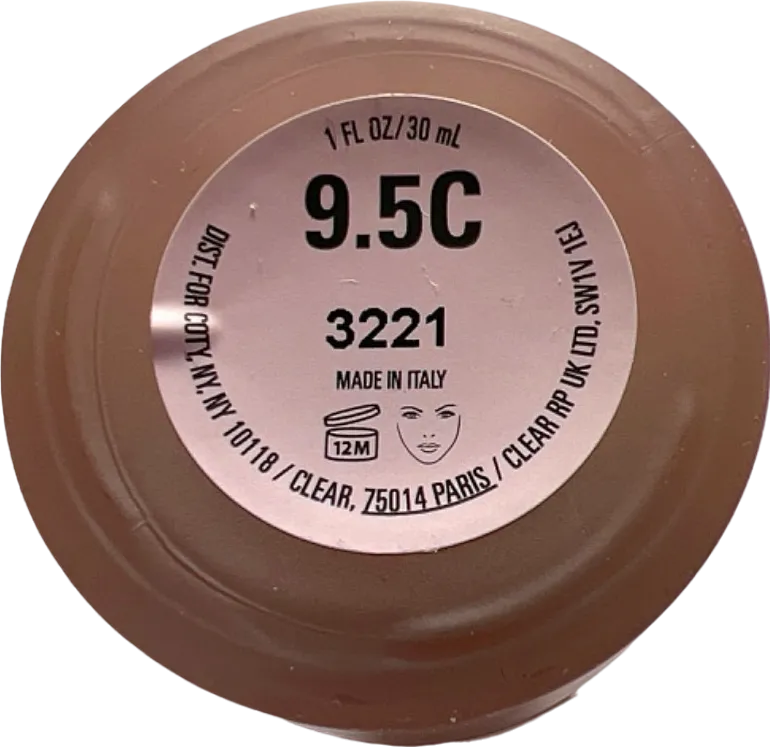 1 FL OZ/30 mL
9.5C
3221
MADE IN ITALY
12M
DIST. FOR COTY, NY, NY 10118 / CLEAR, 75014 PARIS / CLEAR RP UK LTD, SW1V 1EJ